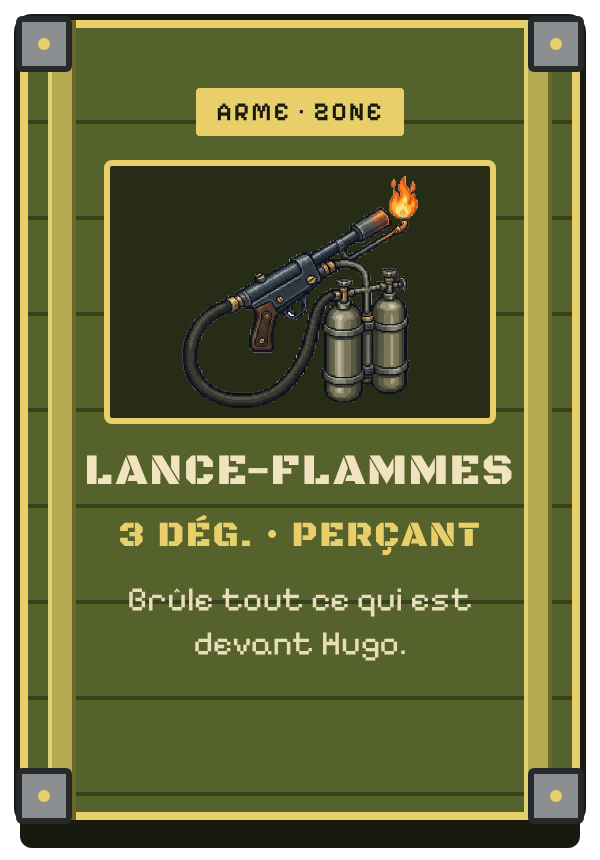 ARME · ZONE
LANCE-FLAMMES
3 DÉG. · PERÇANT
Brûle tout ce qui est
devant Hugo.